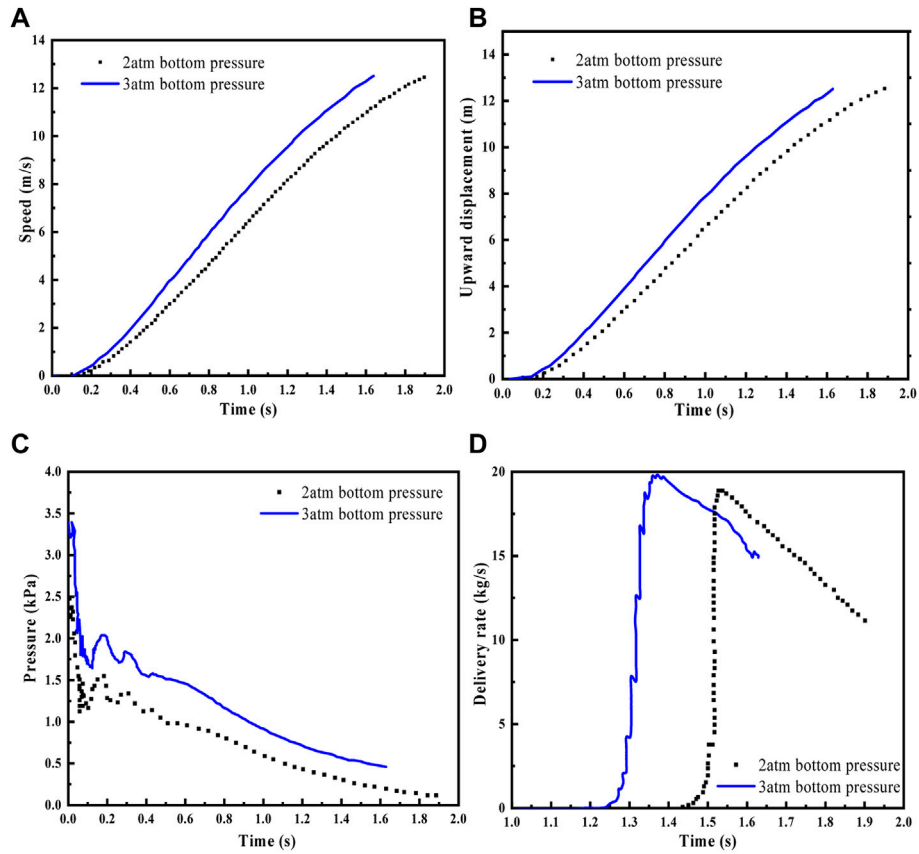 A
14
12
10
8
6
4
2
0
Speed (m/s)
2atm bottom pressure
3atm bottom pressure
0.0 0.2 0.4 0.6 0.8 1.0 1.2 1.4 1.6 1.8 2.0
Time (s)
B
14
12
10
8
6
4
2
0
Upward displacement (m)
2atm bottom pressure
3atm bottom pressure
0.0 0.2 0.4 0.6 0.8 1.0 1.2 1.4 1.6 1.8 2.0
Time (s)
C
4.0
3.5
3.0
2.5
2.0
1.5
1.0
0.5
0.0
Pressure (kPa)
2atm bottom pressure
3atm bottom pressure
0.0 0.2 0.4 0.6 0.8 1.0 1.2 1.4 1.6 1.8 2.0
Time (s)
D
20
15
10
5
0
Delivery rate (kg/s)
2atm bottom pressure
3atm bottom pressure
1.0 1.1 1.2 1.3 1.4 1.5 1.6 1.7 1.8 1.9 2.0
Time (s)